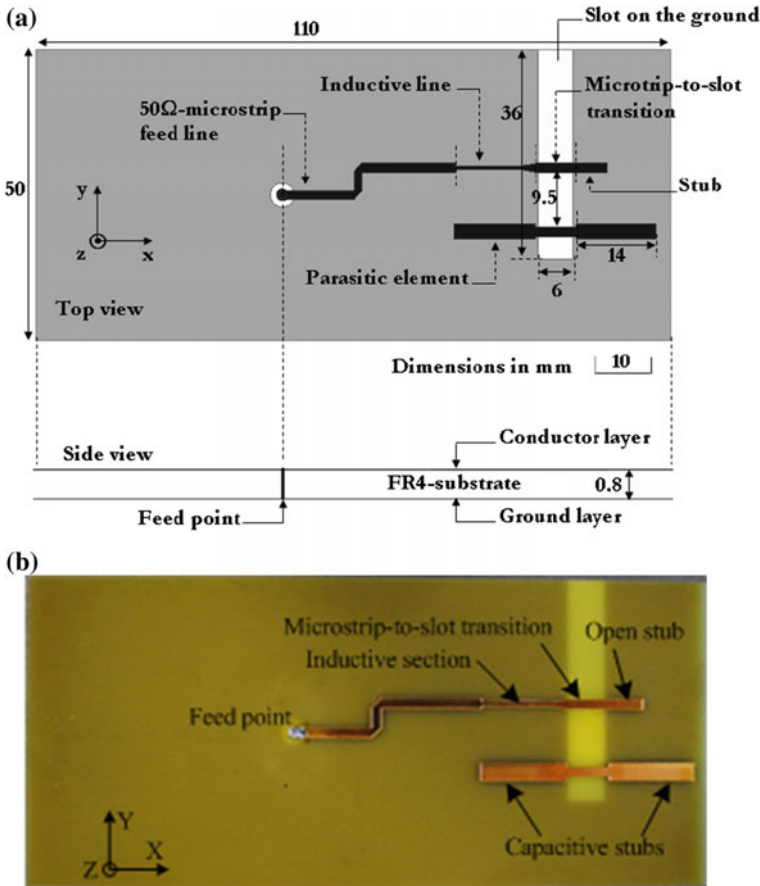 (a)
110
Slot on the ground
Inductive line
Microtrip-to-slot
transition
50Ω-microstrip
feed line
36
50
y
9.5
Stub
z
x
14
Parasitic element
6
Top view
Dimensions in mm
10
Side view
Conductor layer
FR4-substrate
0.8
Feed point
Ground layer
(b)
Microstrip-to-slot transition
Open stub
Inductive section
Feed point
Y
X
Z
Capacitive stubs